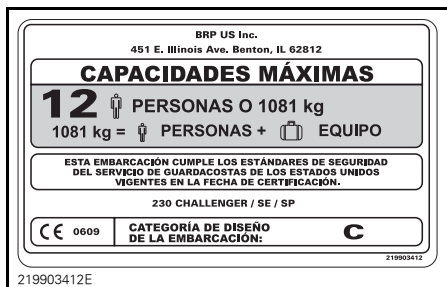 BRP US Inc.
451 E. Illinois Ave. Benton, IL 62812
CAPACIDADES MÁXIMAS
12 PERSONAS O 1081 kg
1081 kg = PERSONAS + EQUIPO
ESTA EMBARCACIÓN CUMPLE LOS ESTÁNDARES DE SEGURIDAD
DEL SERVICIO DE GUARDACOSTAS DE LOS ESTADOS UNIDOS
VIGENTES EN LA FECHA DE CERTIFICACIÓN.
230 CHALLENGER / SE / SP
CE 0609 CATEGORÍA DE DISEÑO
DE LA EMBARCACIÓN: C
219903412
219903412E